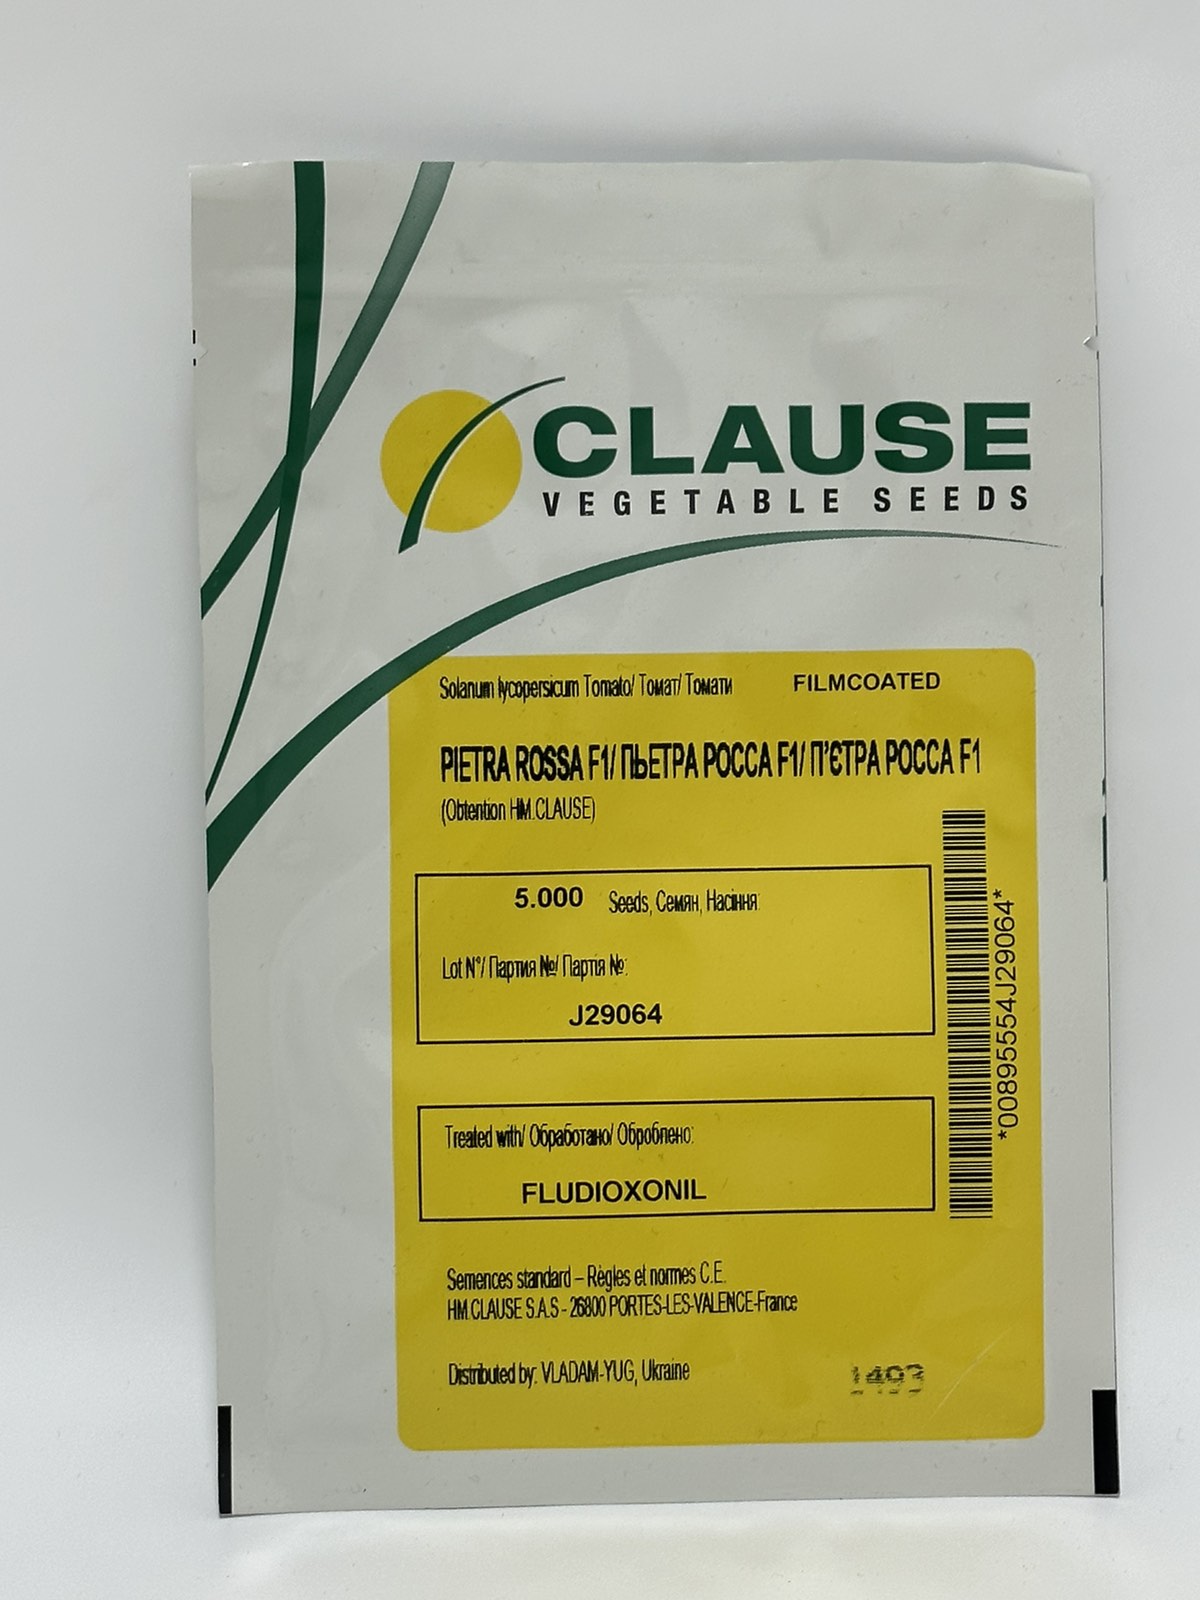 CLAUSE
VEGETABLE SEEDS
Solanum lycopersicum Tomato/ Томат/ Томати FILMCOATED
PIETRA ROSSA F1/ ПЬЕТРА РОССА F1/ П'ЄТРА РОССА F1
(Obtention HM.CLAUSE)
5.000 Seeds, Семян, Насіння:
Lot N°/ Партия №/ Партія №:
J29064
Treated with/ Обработано/ Оброблено:
FLUDIOXONIL
*00895554J29064*
Semences standard – Règles et normes C.E.
HM.CLAUSE S.A.S - 26800 PORTES-LES-VALENCE-France
Distributed by: VLADAM-YUG, Ukraine
1493